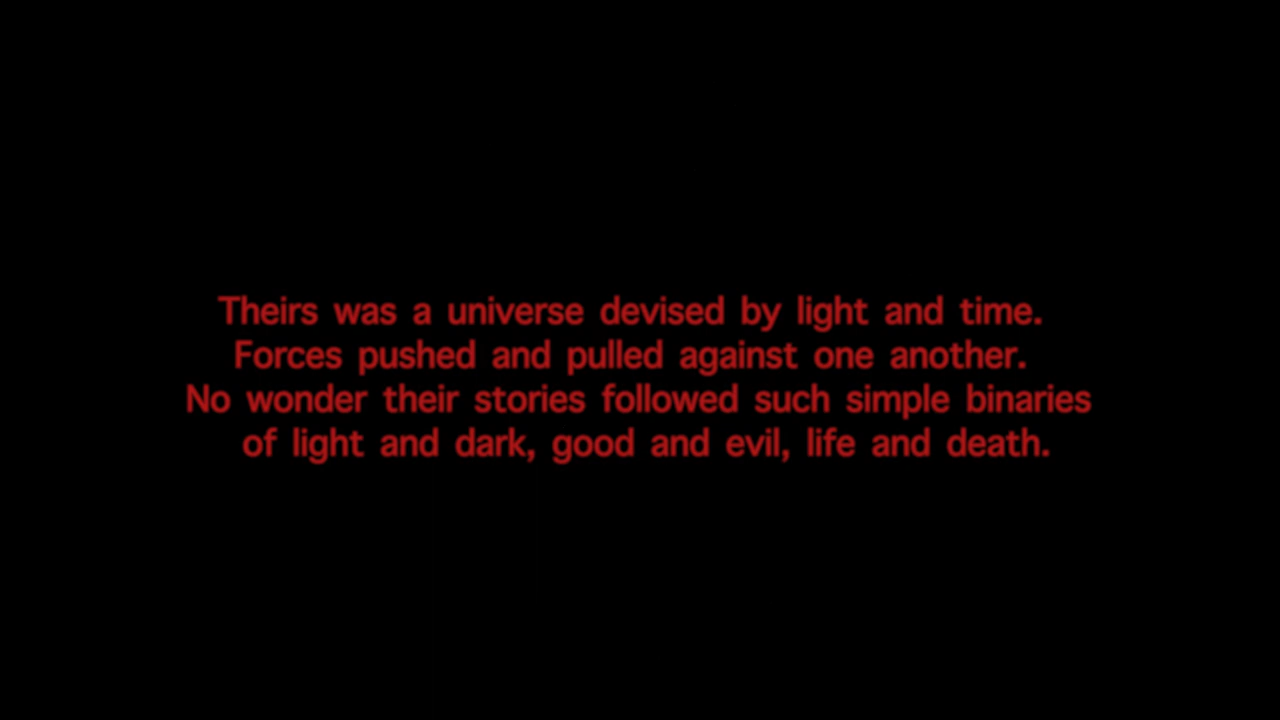 Theirs was a universe devised by light and time.
Forces pushed and pulled against one another.
No wonder their stories followed such simple binaries
of light and dark, good and evil, life and death.